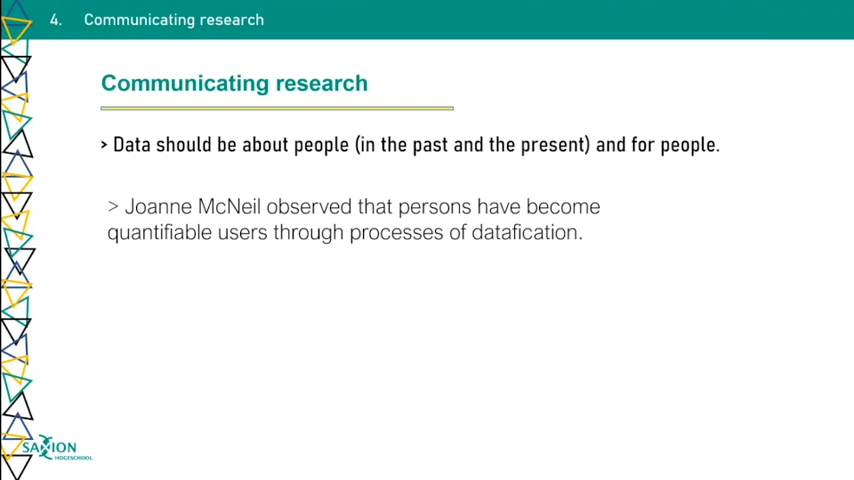 4. Communicating research
Communicating research
> Data should be about people (in the past and the present) and for people.
> Joanne McNeil observed that persons have become
quantifiable users through processes of datafication.
SAXION
HOGESCHOOL